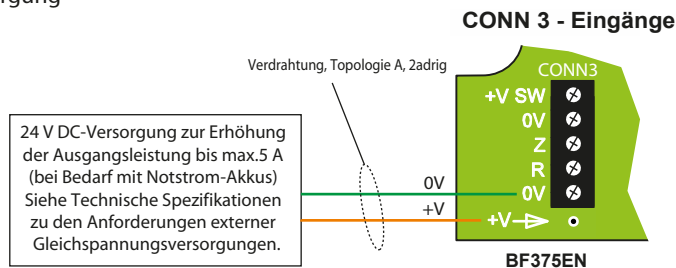 rgung
CONN 3 - Eingänge
Verdrahtung, Topologie A, 2adrig
CONN3
+V SW
0V
Z
R
0V
+V
24 V DC-Versorgung zur Erhöhung
der Ausgangsleistung bis max.5 A
(bei Bedarf mit Notstrom-Akkus)
Siehe Technische Spezifikationen
zu den Anforderungen externer
Gleichspannungsversorgungen.
0V
+V
BF375EN